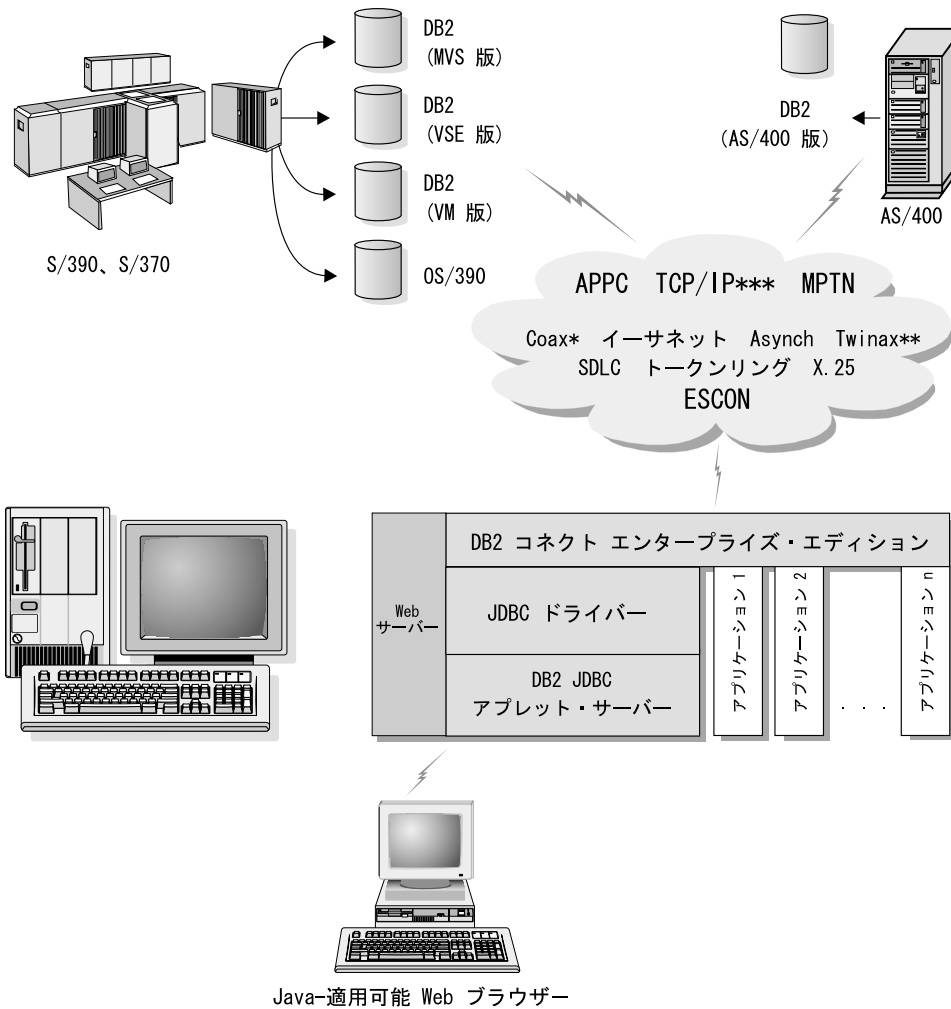 DB2
(MVS 版)
DB2
(VSE 版)
DB2
(VM 版)
OS/390
S/390、S/370
DB2
(AS/400 版)
AS/400
APPC TCP/IP*** MPTN
Coax* イーサネット Asynch Twinax**
SDLC トークンリング X.25
ESCON
DB2 コネクト エンタープライズ・エディション
Web
サーバー
JDBC ドライバー
DB2 JDBC
アプレット・サーバー
アプリケーション 1
アプリケーション 2
. . .
アプリケーション n
Java-適用可能 Web ブラウザー